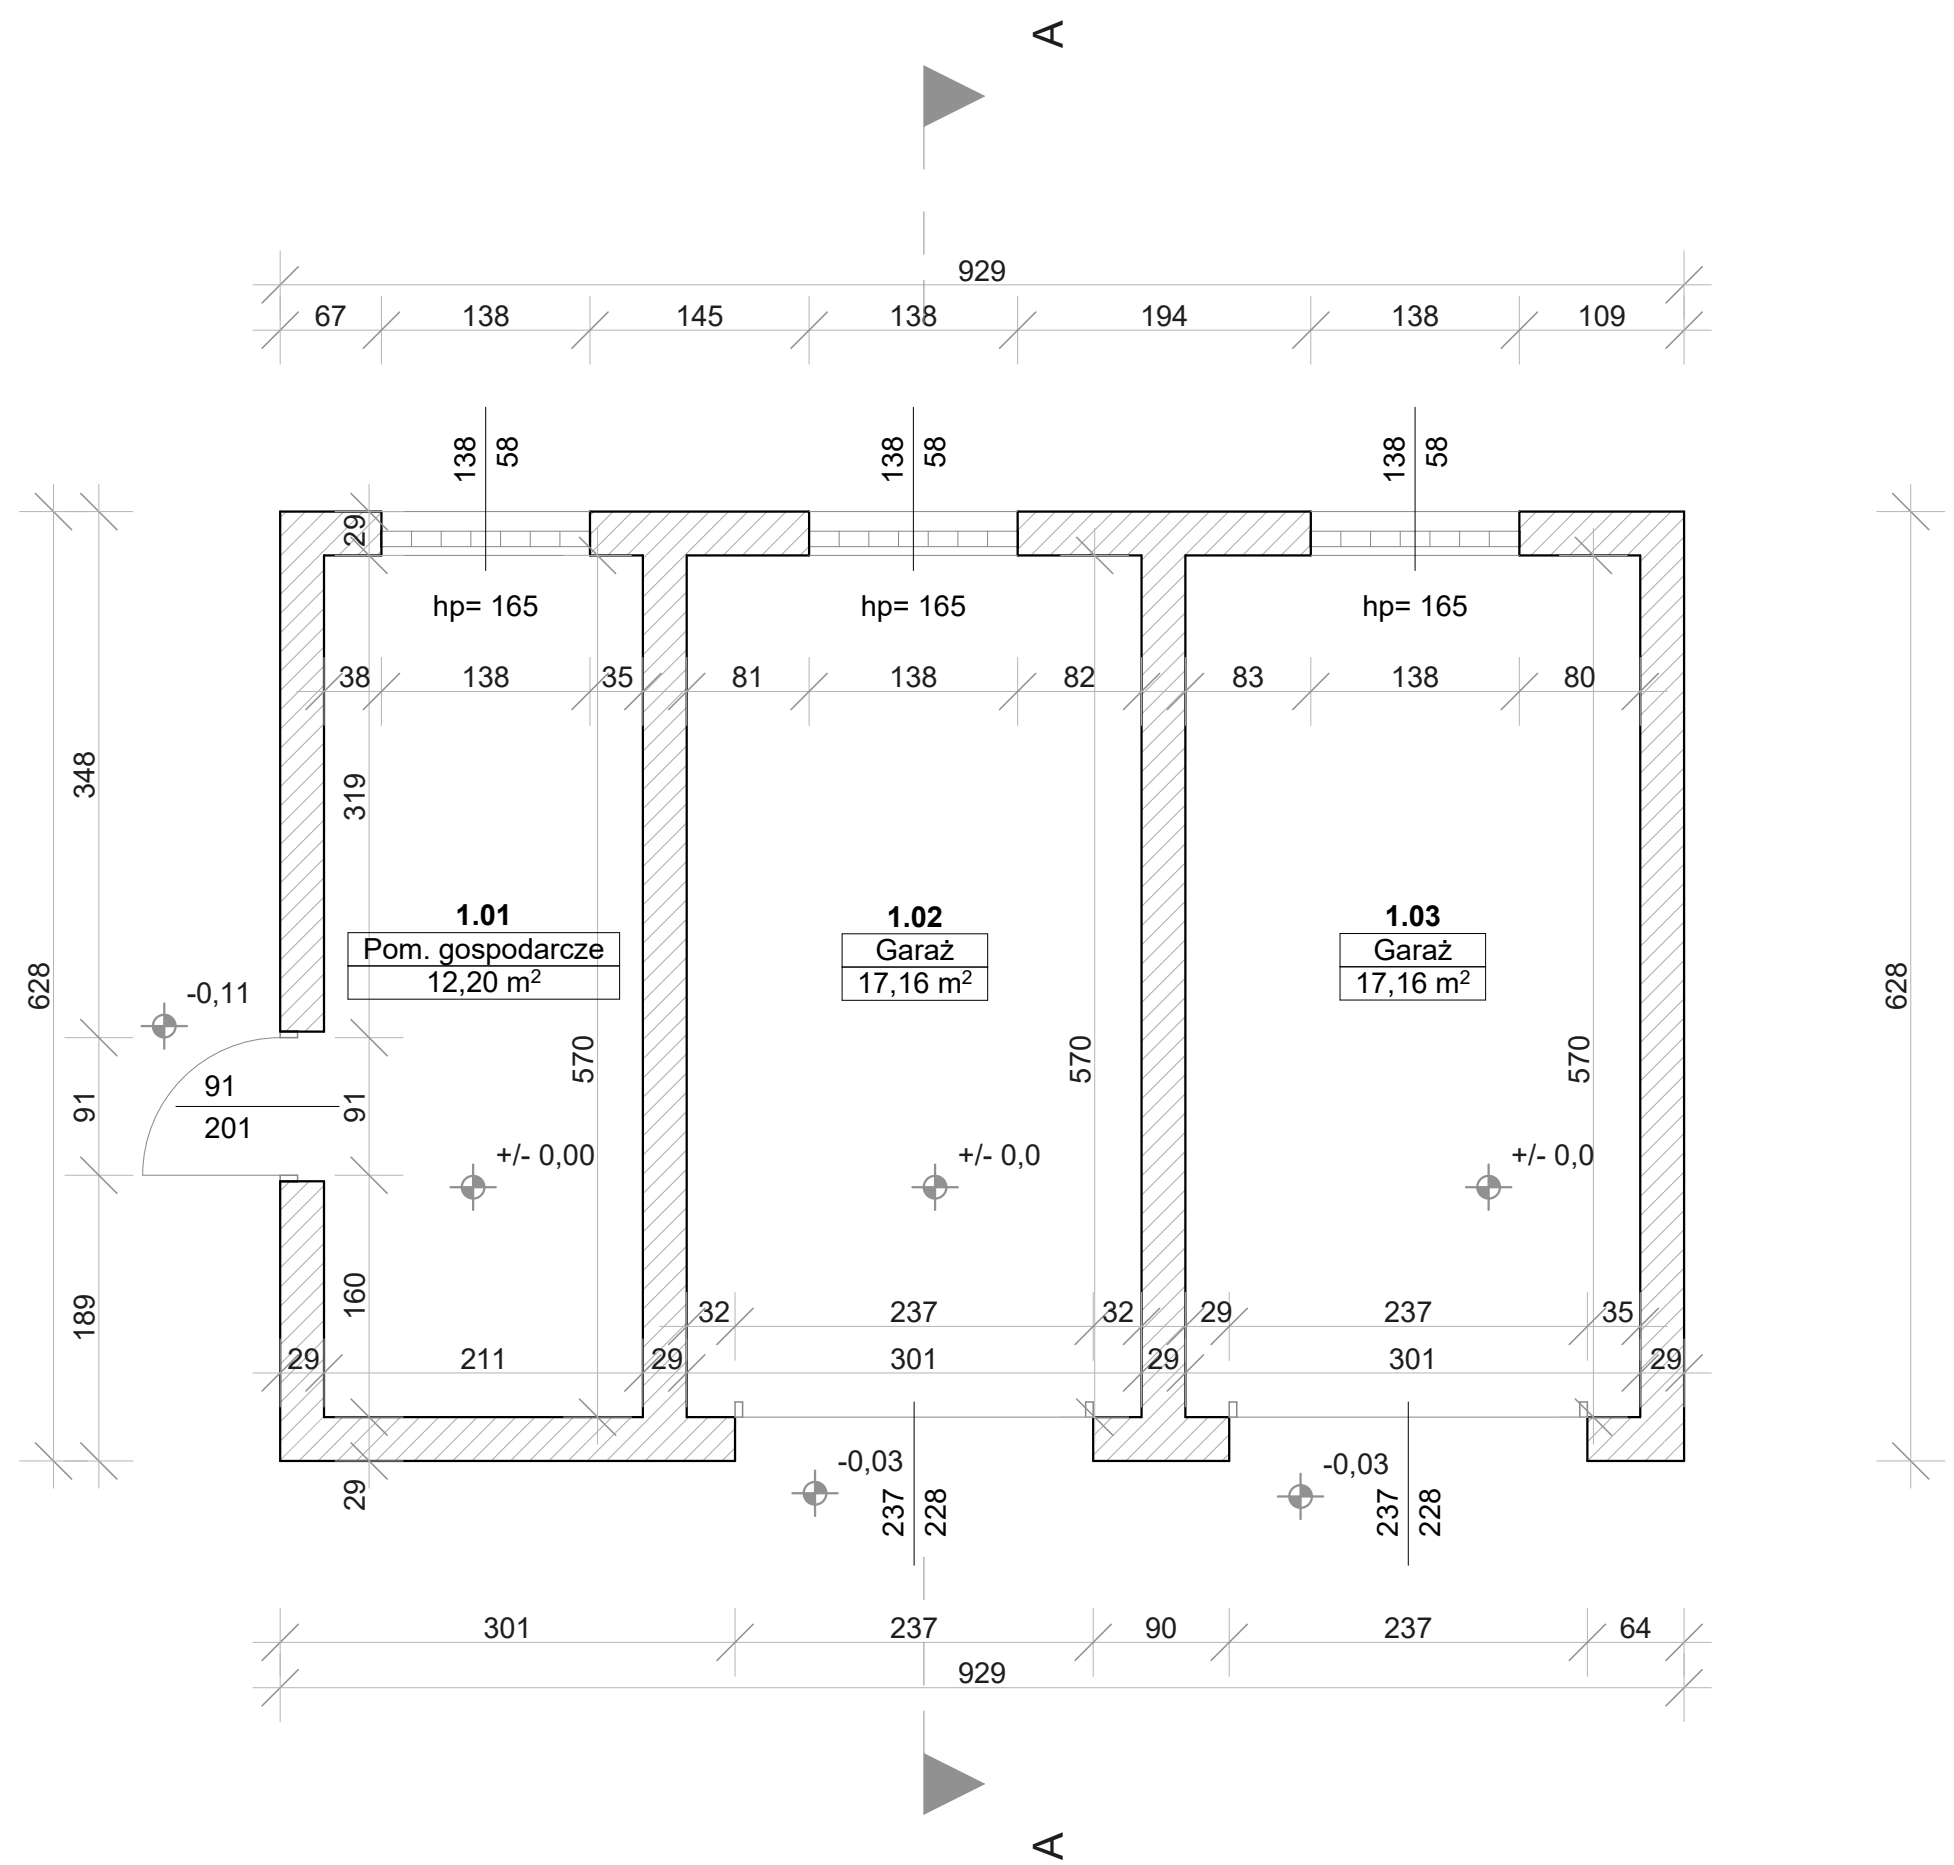 A
929
67 138 145 138 194 138 109
138 58 138 58 138 58
29
hp= 165 hp= 165 hp= 165
38 138 35 81 138 82 83 138 80
348
319
1.01 1.02 1.03
Pom. gospodarcze Garaż Garaż
12,20 m² 17,16 m² 17,16 m²
628
628
-0,11
570 570 570
91
91
201
91
+/- 0,00 +/- 0,0 +/- 0,0
160
189
32 237 32 29 237 35
29 211 29 301 29 301 29
-0,03 -0,03
29
237 228 237 228
301 237 90 237 64
929
A